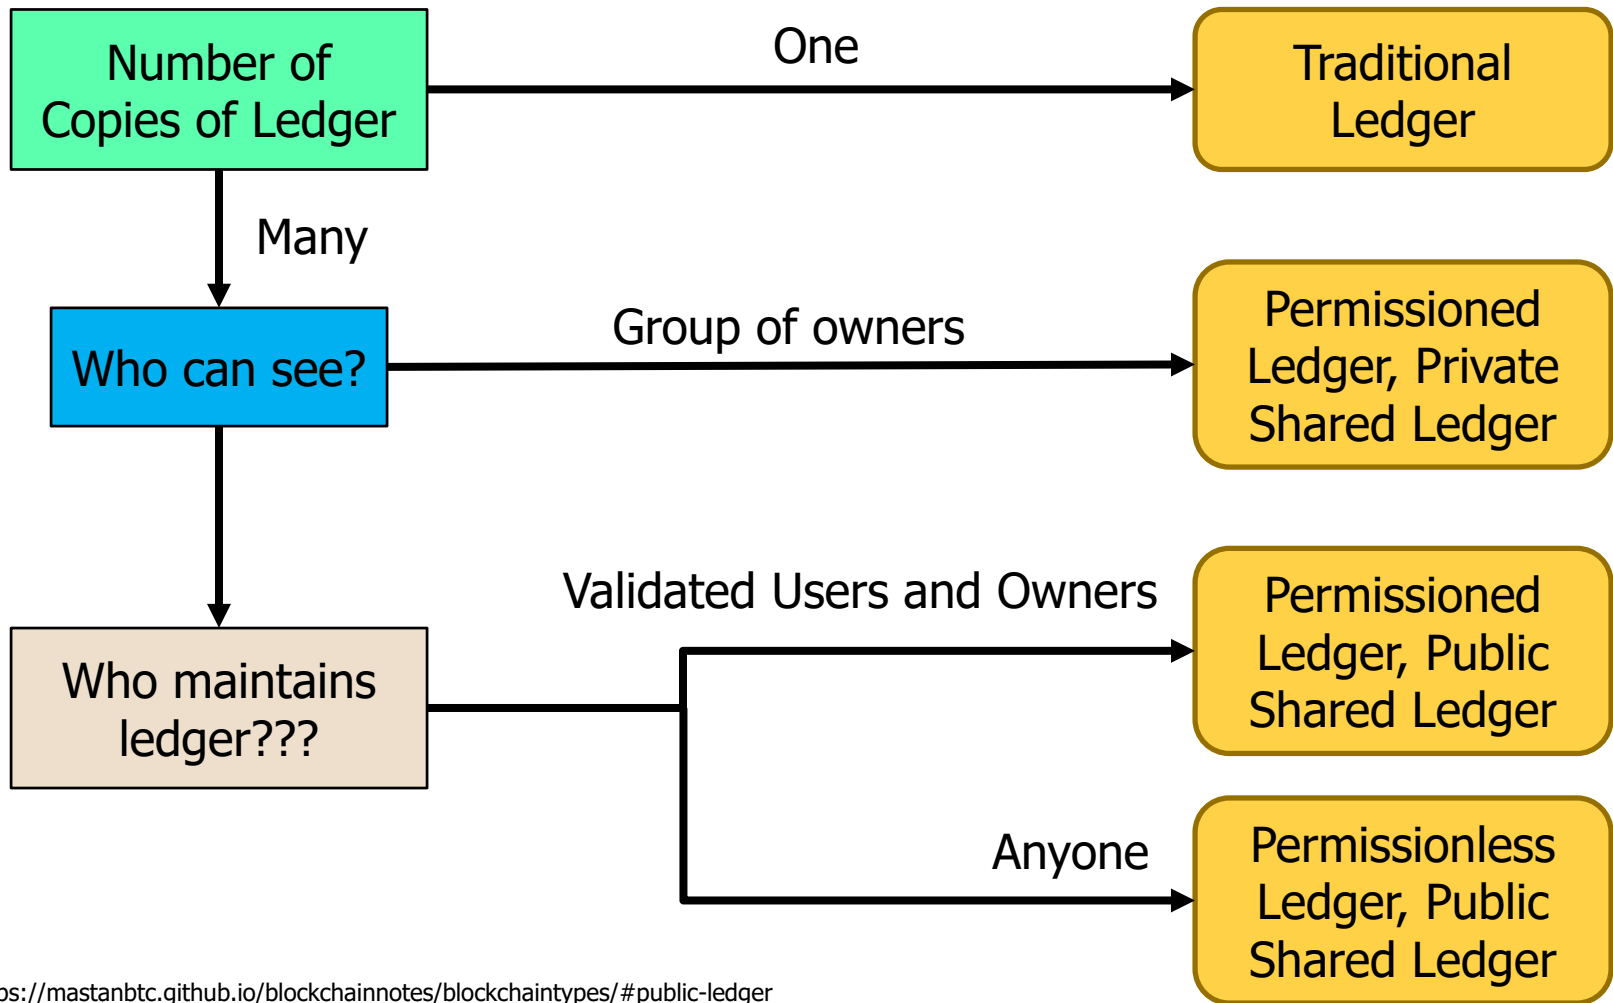 Number of
Copies of Ledger
One
Traditional
Ledger
Many
Who can see?
Group of owners
Permissioned
Ledger, Private
Shared Ledger
Who maintains
ledger???
Validated Users and Owners
Permissioned
Ledger, Public
Shared Ledger
Anyone
Permissionless
Ledger, Public
Shared Ledger
ps://mastanbtc.github.io/blockchainnotes/blockchaintypes/#public-ledger